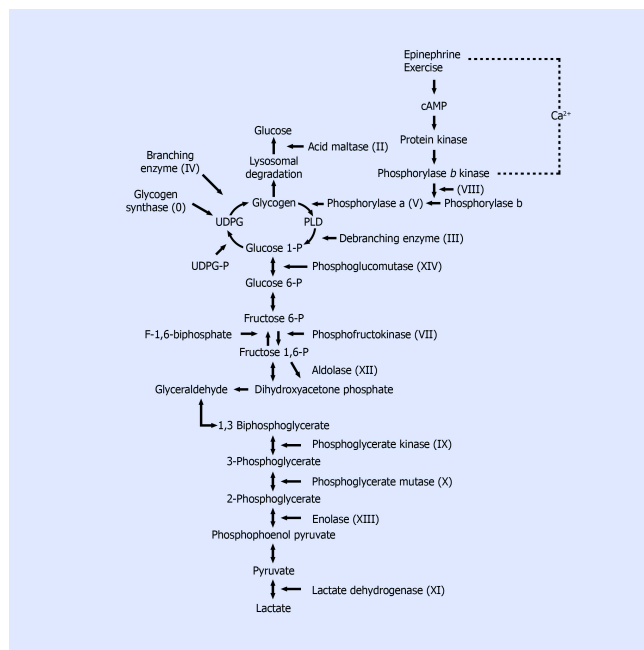 Epinephrine
Exercise
cAMP
Ca2+
Protein kinase
Phosphorylase b kinase
(VIII)
Phosphorylase a (V)
Phosphorylase b
Glucose
Acid maltase (II)
Lysosomal
degradation
Branching
enzyme (IV)
Glycogen
synthase (0)
Glycogen
UDPG
PLD
Debranching enzyme (III)
Glucose 1-P
UDPG-P
Phosphoglucomutase (XIV)
Glucose 6-P
Fructose 6-P
F-1,6-biphosphate
Phosphofructokinase (VII)
Fructose 1,6-P
Aldolase (XII)
Glyceraldehyde
Dihydroxyacetone phosphate
1,3 Biphosphoglycerate
Phosphoglycerate kinase (IX)
3-Phosphoglycerate
Phosphoglycerate mutase (X)
2-Phosphoglycerate
Enolase (XIII)
Phosphophoenol pyruvate
Pyruvate
Lactate dehydrogenase (XI)
Lactate